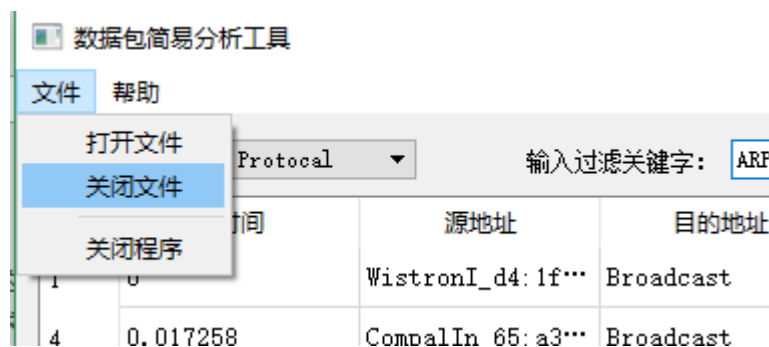 数据包简易分析工具
文件 帮助
打开文件
Protocal 输入过滤关键字: ARP
关闭文件
时间 源地址 目的地址
关闭程序
1 0 WistronI_d4:1f… Broadcast
4 0.017258 CompalIn_65:a3… Broadcast